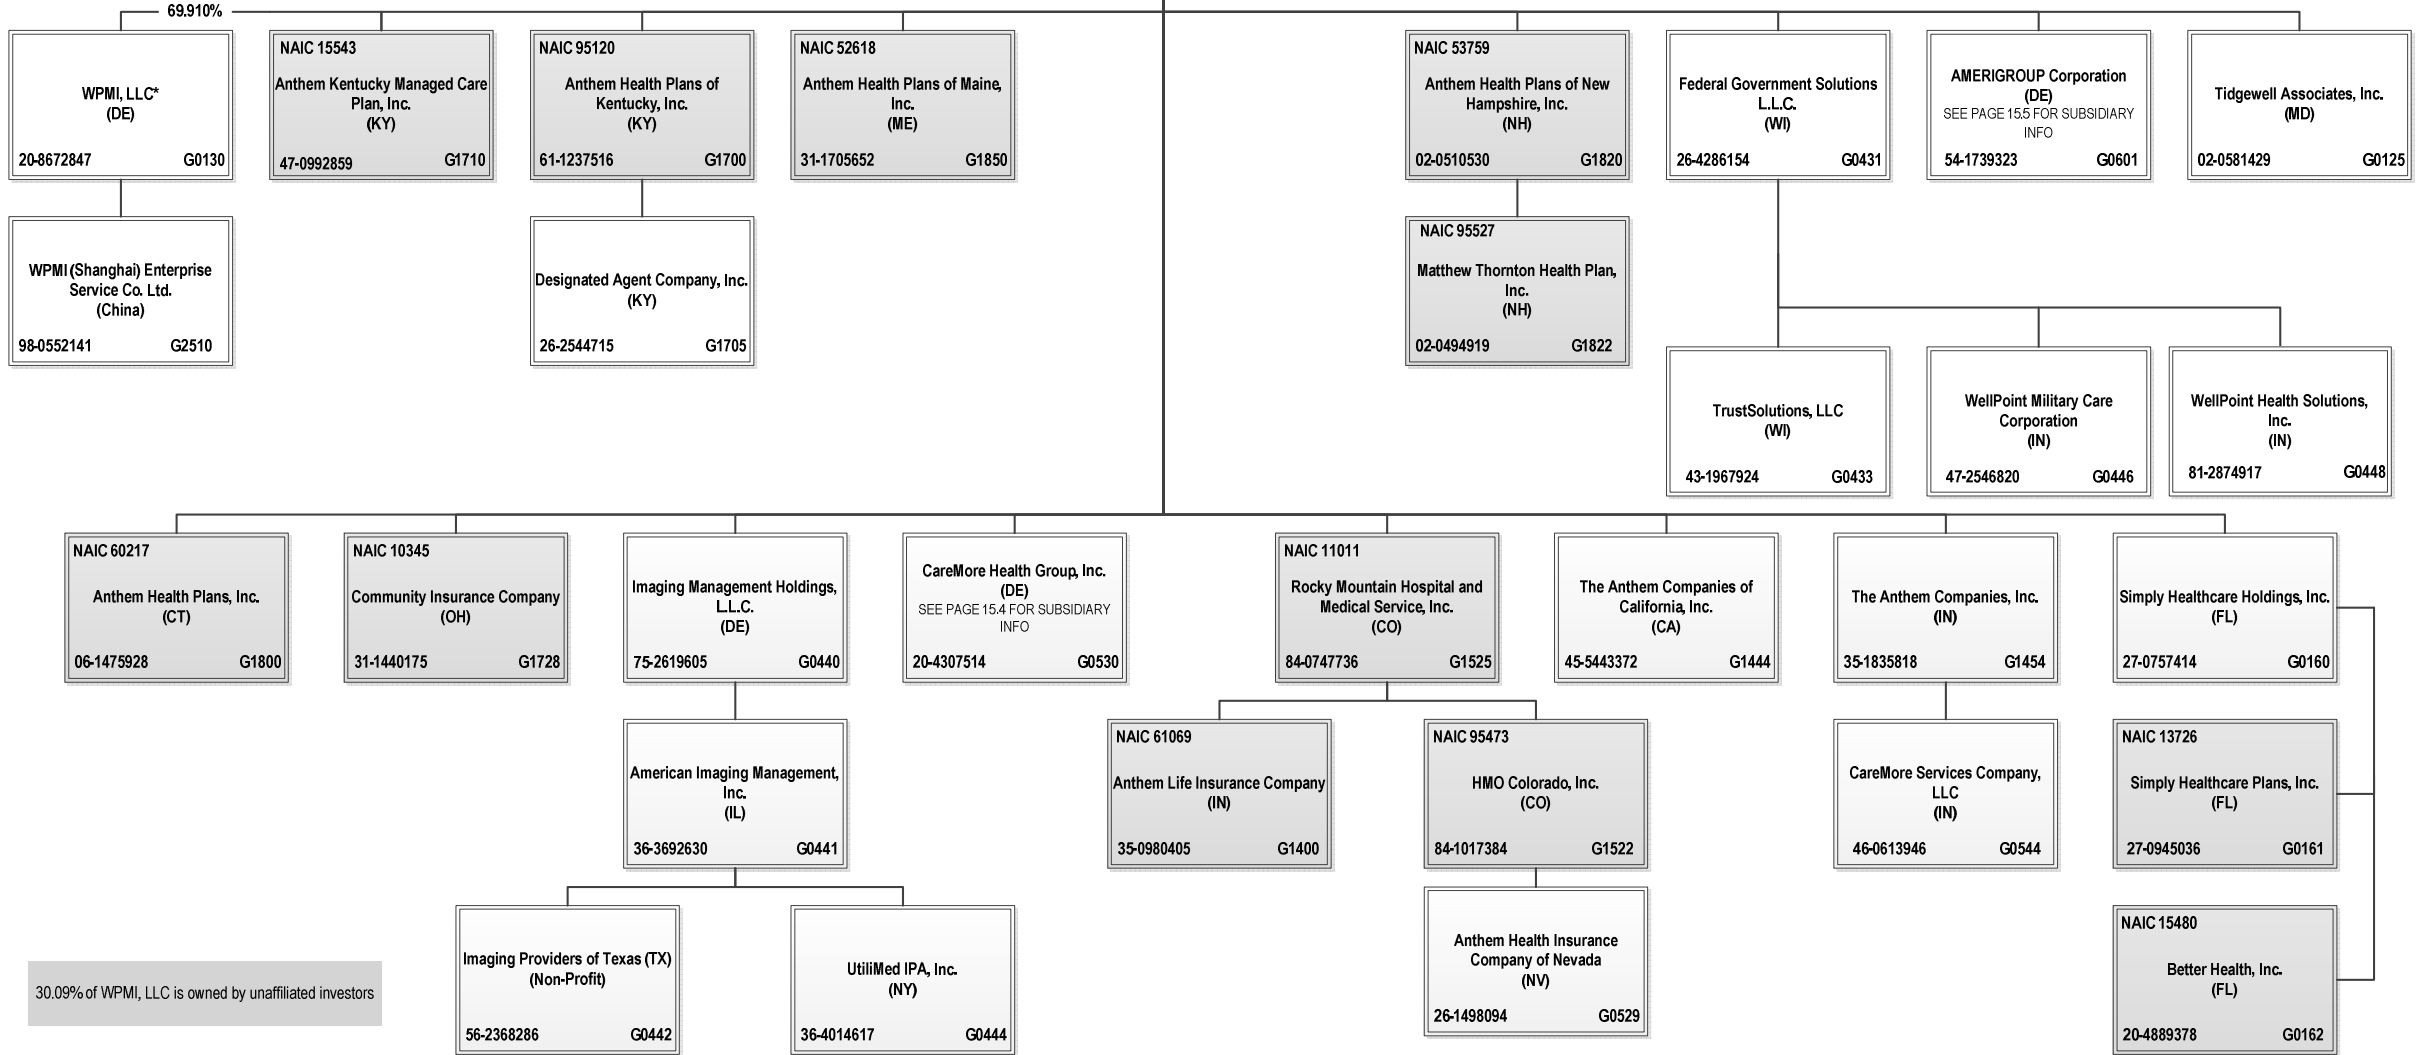 69.910%
WPMI, LLC*
(DE)
20-8672847 G0130
NAIC 15543
Anthem Kentucky Managed Care
Plan, Inc.
(KY)
47-0992859 G1710
NAIC 95120
Anthem Health Plans of
Kentucky, Inc.
(KY)
61-1237516 G1700
NAIC 52618
Anthem Health Plans of Maine,
Inc.
(ME)
31-1705652 G1850
NAIC 53759
Anthem Health Plans of New
Hampshire, Inc.
(NH)
02-0510530 G1820
Federal Government Solutions
L.L.C.
(WI)
26-4286154 G0431
AMERIGROUP Corporation
(DE)
SEE PAGE 15.5 FOR SUBSIDIARY
INFO
54-1739323 G0601
Tidgewell Associates, Inc.
(MD)
02-0581429 G0125
WPMI (Shanghai) Enterprise
Service Co. Ltd.
(China)
98-0552141 G2510
Designated Agent Company, Inc.
(KY)
26-2544715 G1705
NAIC 95527
Matthew Thornton Health Plan,
Inc.
(NH)
02-0494919 G1822
TrustSolutions, LLC
(WI)
43-1967924 G0433
WellPoint Military Care
Corporation
(IN)
47-2546820 G0446
WellPoint Health Solutions,
Inc.
(IN)
81-2874917 G0448
NAIC 60217
Anthem Health Plans, Inc.
(CT)
06-1475928 G1800
NAIC 10345
Community Insurance Company
(OH)
31-1440175 G1728
Imaging Management Holdings,
L.L.C.
(DE)
75-2619605 G0440
CareMore Health Group, Inc.
(DE)
SEE PAGE 15.4 FOR SUBSIDIARY
INFO
20-4307514 G0530
NAIC 11011
Rocky Mountain Hospital and
Medical Service, Inc.
(CO)
84-0747736 G1525
The Anthem Companies of
California, Inc.
(CA)
45-5443372 G1444
The Anthem Companies, Inc.
(IN)
35-1835818 G1454
Simply Healthcare Holdings, Inc.
(FL)
27-0757414 G0160
American Imaging Management,
Inc.
(IL)
36-3692630 G0441
NAIC 61069
Anthem Life Insurance Company
(IN)
35-0980405 G1400
NAIC 95473
HMO Colorado, Inc.
(CO)
84-1017384 G1522
CareMore Services Company,
LLC
(IN)
46-0613946 G0544
NAIC 13726
Simply Healthcare Plans, Inc.
(FL)
27-0945036 G0161
Imaging Providers of Texas (TX)
(Non-Profit)
56-2368286 G0442
UtiliMed IPA, Inc.
(NY)
36-4014617 G0444
Anthem Health Insurance
Company of Nevada
(NV)
26-1498094 G0529
NAIC 15480
Better Health, Inc.
(FL)
20-4889378 G0162
30.09% of WPMI, LLC is owned by unaffiliated investors